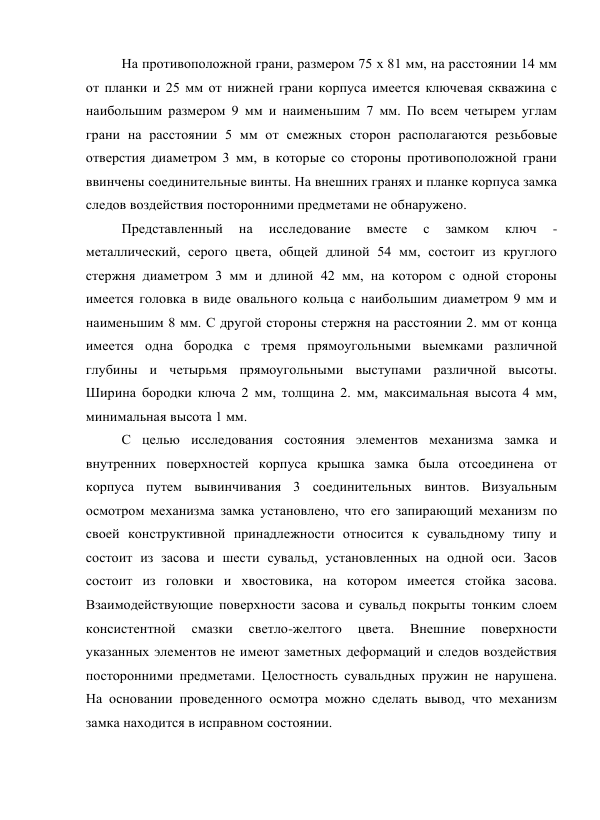 На противоположной грани, размером 75 х 81 мм, на расстоянии 14 мм
от планки и 25 мм от нижней грани корпуса имеется ключевая скважина с
наибольшим размером 9 мм и наименьшим 7 мм. По всем четырем углам
грани на расстоянии 5 мм от смежных сторон располагаются резьбовые
отверстия диаметром 3 мм, в которые со стороны противоположной грани
ввинчены соединительные винты. На внешних гранях и планке корпуса замка
следов воздействия посторонними предметами не обнаружено.
Представленный на исследование вместе с замком ключ -
металлический, серого цвета, общей длиной 54 мм, состоит из круглого
стержня диаметром 3 мм и длиной 42 мм, на котором с одной стороны
имеется головка в виде овального кольца с наибольшим диаметром 9 мм и
наименьшим 8 мм. С другой стороны стержня на расстоянии 2. мм от конца
имеется одна бородка с тремя прямоугольными выемками различной
глубины и четырьмя прямоугольными выступами различной высоты.
Ширина бородки ключа 2 мм, толщина 2. мм, максимальная высота 4 мм,
минимальная высота 1 мм.
С целью исследования состояния элементов механизма замка и
внутренних поверхностей корпуса крышка замка была отсоединена от
корпуса путем вывинчивания 3 соединительных винтов. Визуальным
осмотром механизма замка установлено, что его запирающий механизм по
своей конструктивной принадлежности относится к сувальдному типу и
состоит из засова и шести сувальд, установленных на одной оси. Засов
состоит из головки и хвостовика, на котором имеется стойка засова.
Взаимодействующие поверхности засова и сувальд покрыты тонким слоем
консистентной смазки светло-желтого цвета. Внешние поверхности
указанных элементов не имеют заметных деформаций и следов воздействия
посторонними предметами. Целостность сувальдных пружин не нарушена.
На основании проведенного осмотра можно сделать вывод, что механизм
замка находится в исправном состоянии.